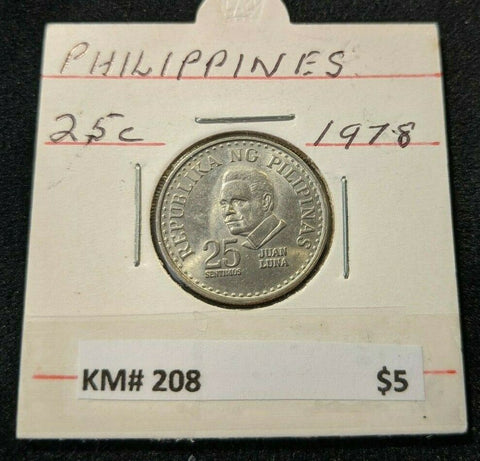 PHILIPPINES
25c 1978
REPUBLIKA NG PILIPINAS
25
SENTIMOS
JUAN
LUNA
KM# 208 $5